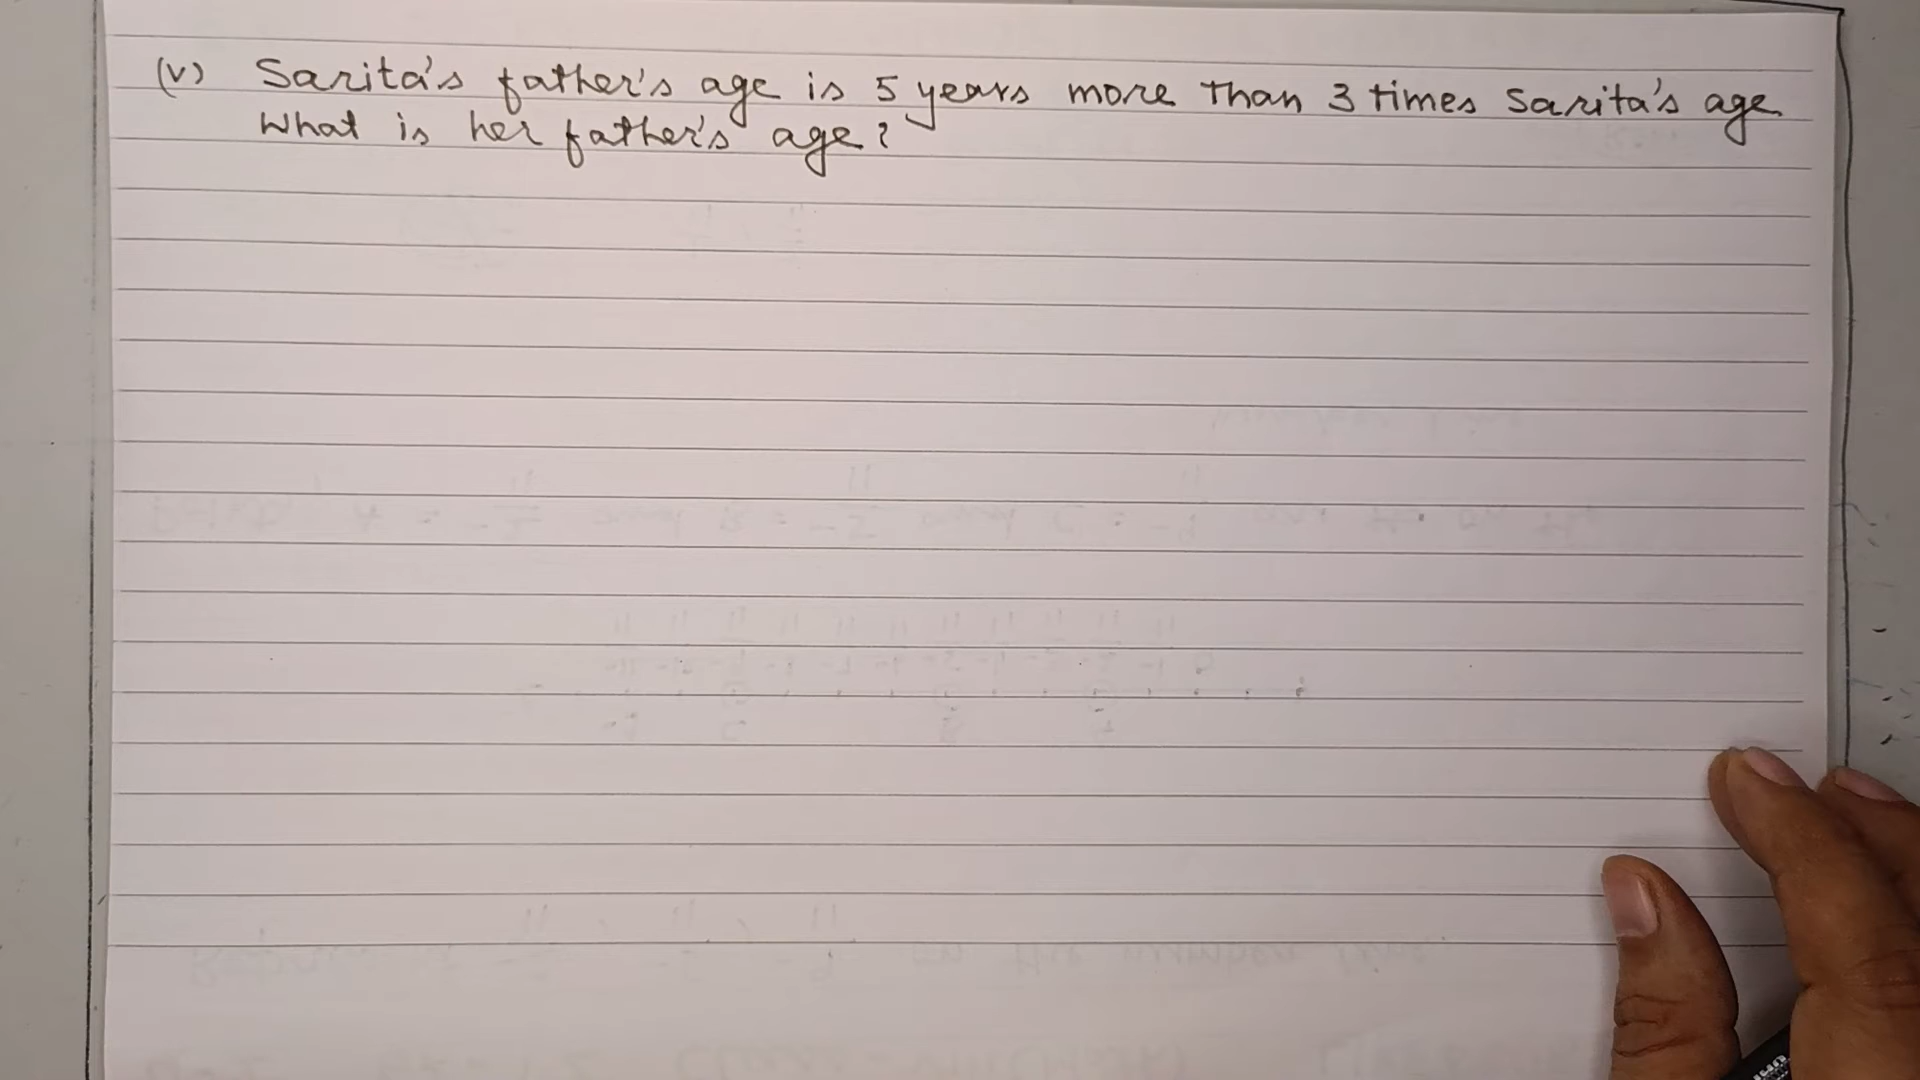 (v) Sarita's father's age is 5 years more than 3 times Sarita's age
What is her father's age?